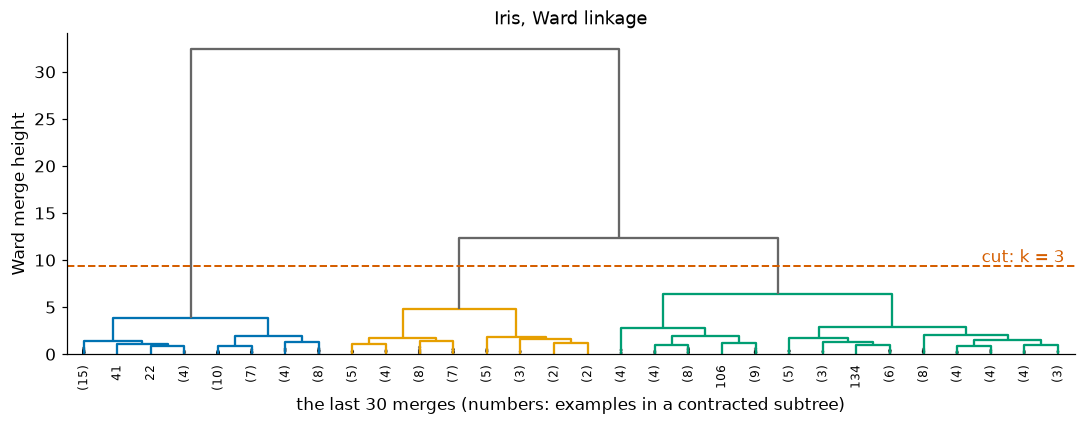 Iris, Ward linkage
Ward merge height
30
25
20
15
10
5
0
cut: k = 3
(15) 41 22 (4) (10) (7) (4) (8) (5) (4) (8) (7) (5) (3) (2) (2) (4) (4) (8) 106 (9) (5) (3) 134 (6) (8) (4) (4) (4) (3)
the last 30 merges (numbers: examples in a contracted subtree)